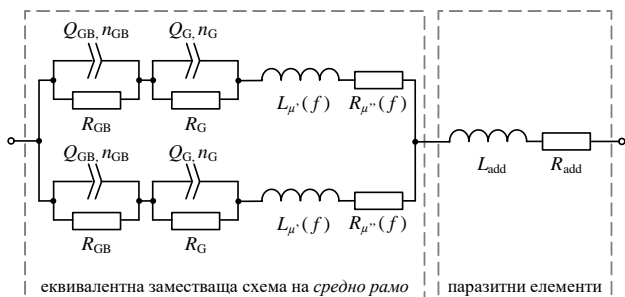 Q_GB, n_GB Q_G, n_G
R_GB R_G L_μ'(f) R_μ''(f)
Q_GB, n_GB Q_G, n_G
L_add R_add
R_GB R_G L_μ'(f) R_μ''(f)
еквивалентна заместваща схема на средно рамо паразитни елементи